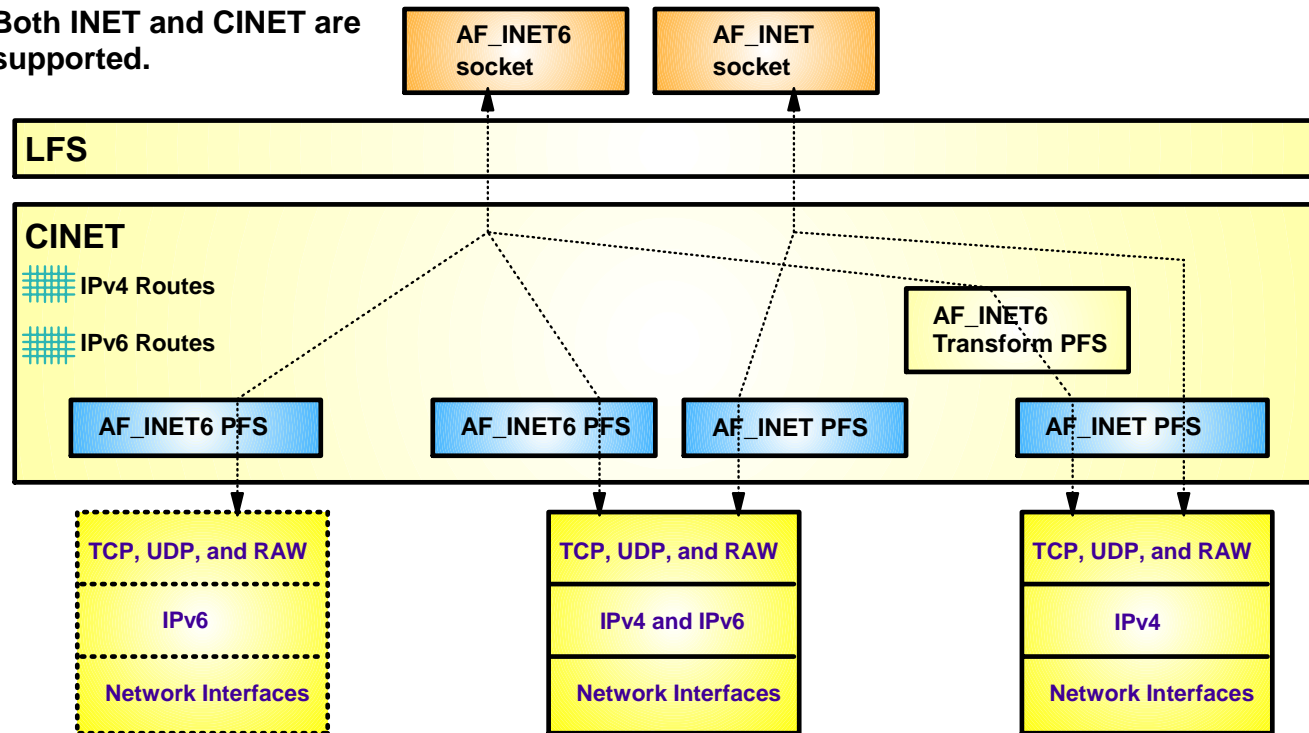 Both INET and CINET are
supported.
AF_INET6
socket
AF_INET
socket
LFS
CINET
IPv4 Routes
IPv6 Routes
AF_INET6
Transform PFS
AF_INET6 PFS
AF_INET6 PFS
AF_INET PFS
AF_INET PFS
TCP, UDP, and RAW
IPv6
Network Interfaces
TCP, UDP, and RAW
IPv4 and IPv6
Network Interfaces
TCP, UDP, and RAW
IPv4
Network Interfaces